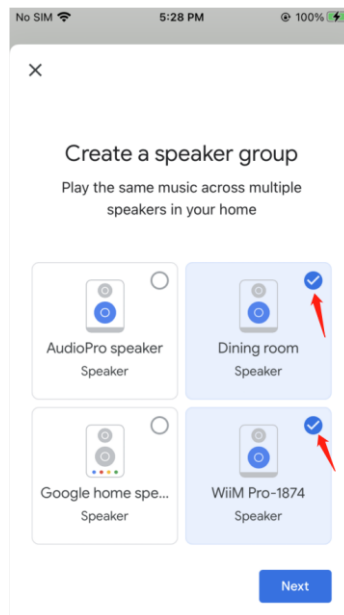 No SIM 5:28 PM 100%
Create a speaker group
Play the same music across multiple
speakers in your home
AudioPro speaker
Speaker
Dining room
Speaker
Google home spe...
Speaker
WiiM Pro-1874
Speaker
Next